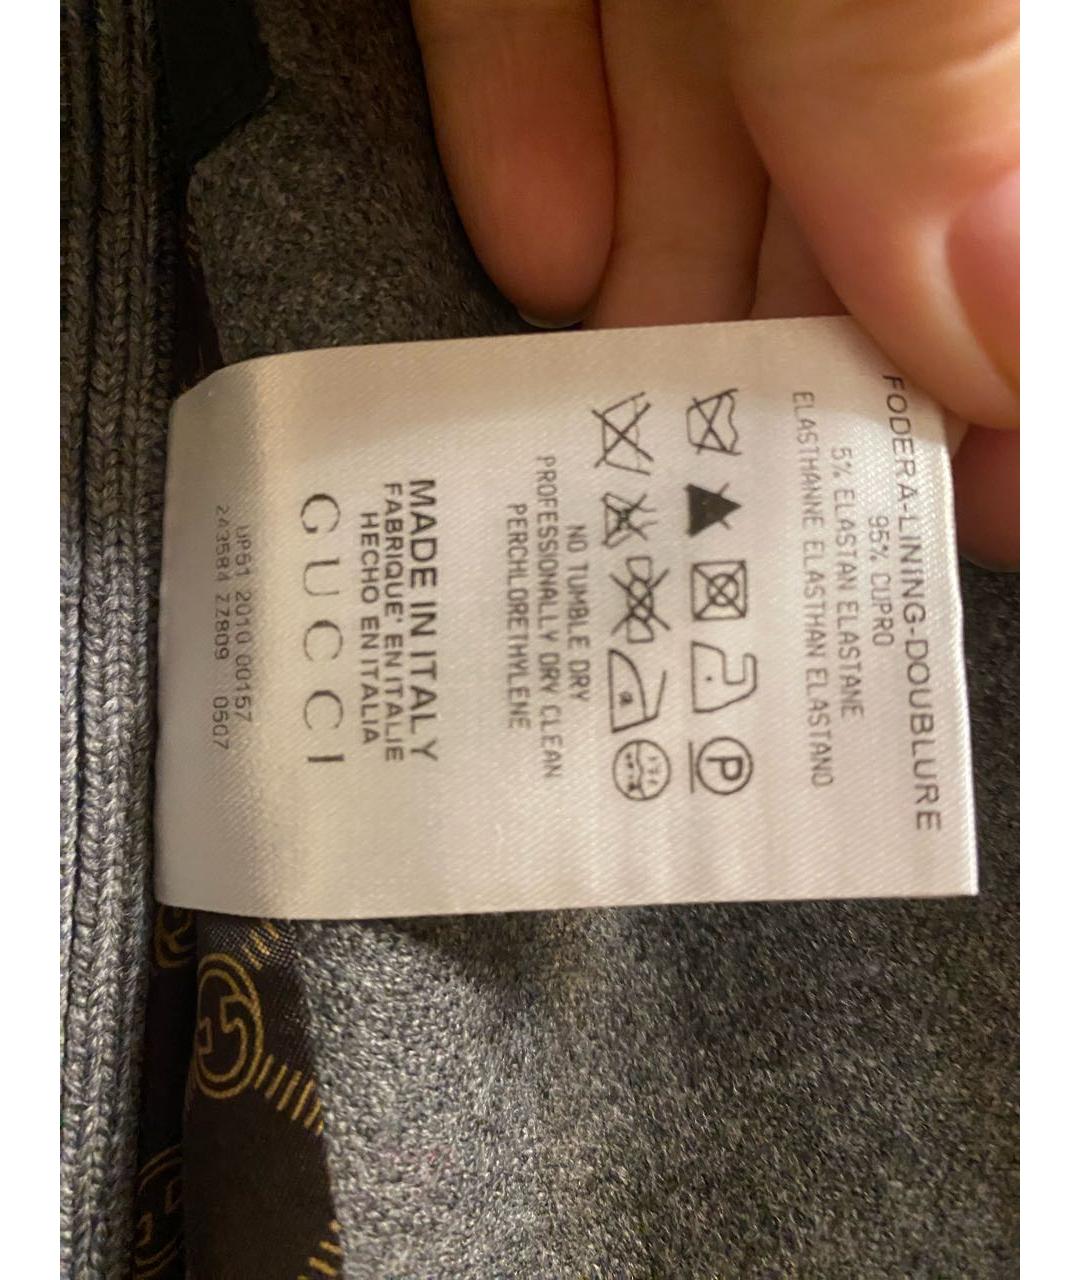 FODERA-LINING-DOUBLURE
95% CUPRO
5% ELASTAN ELASTANE
ELASTHANNE ELASTHAN ELASTANO
P
NO TUMBLE DRY
PROFESSIONALLY DRY CLEAN
PERCHLORETHYLENE
MADE IN ITALY
FABRIQUE' EN ITALIE
HECHO EN ITALIA
GUCCI
UP51 2010 00157
243584 Z7809 0507